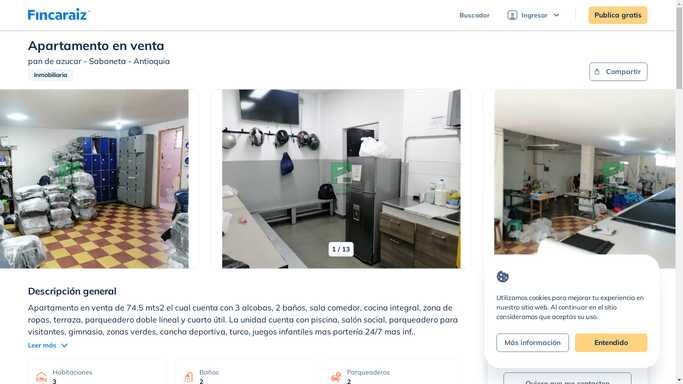 Fincaraiz
Buscador
Ingresar
Publica gratis
Apartamento en venta
pan de azucar - Sabaneta - Antioquia
Inmobiliaria
Compartir
1 / 13
Descripción general
Apartamento en venta de 74.5 mts2 el cual cuenta con 3 alcobas, 2 baños, sala comedor, cocina integral, zona de
ropas, terraza, parqueadero doble lineal y cuarto útil. La unidad cuenta con piscina, salón social, parqueadero para
visitantes, gimnasio, zonas verdes, cancha deportiva, turco, juegos infantiles mas portería 24/7 mas inf..
Leer más
Habitaciones
3
Baños
2
Parqueaderos
2
Utilizamos cookies para mejorar tu experiencia en
nuestro sitio web. Al continuar en el sitio
consideramos que aceptas su uso.
Más información
Entendido
Quiero que me contacten